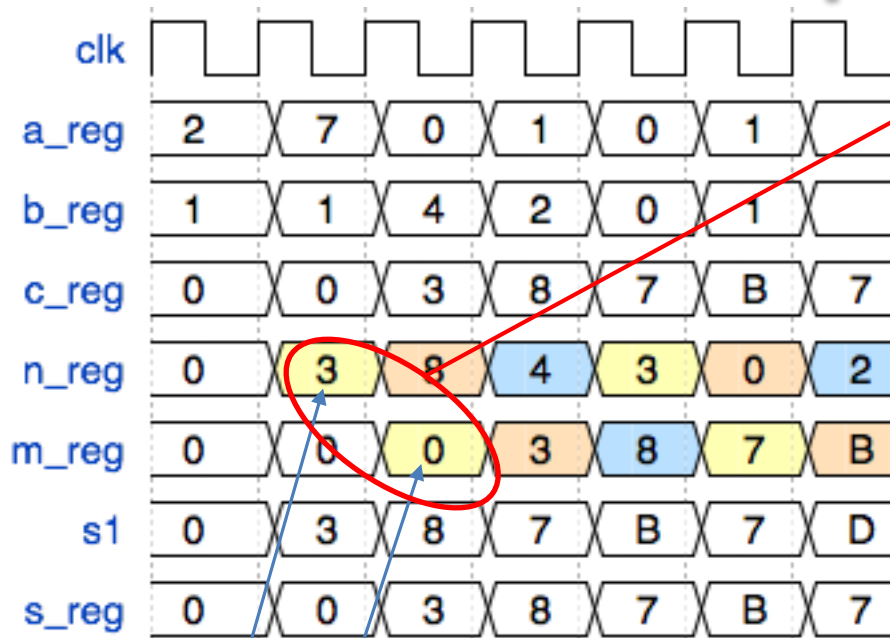 clk
a_reg 2 7 0 1 0 1
b_reg 1 1 4 2 0 1
c_reg 0 0 3 8 7 B 7
n_reg 0 3 8 4 3 0 2
m_reg 0 0 0 3 8 7 B
s1 0 3 8 7 B 7 D
s_reg 0 0 3 8 7 B 7